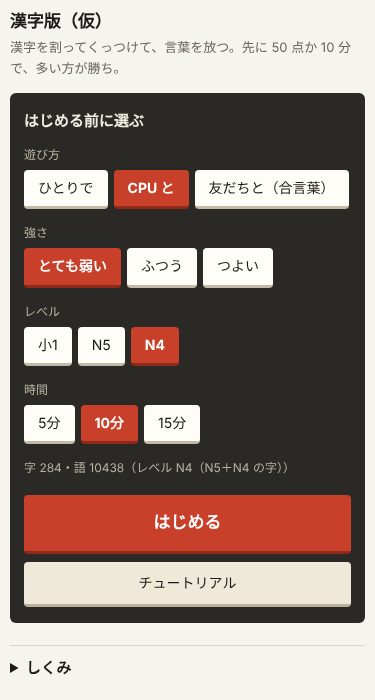 漢字版（仮）
漢字を割ってくっつけて、言葉を放つ。先に 50 点か 10 分
で、多い方が勝ち。
はじめる前に選ぶ
遊び方
ひとりで CPU と 友だちと（合言葉）
強さ
とても弱い ふつう つよい
レベル
小1 N5 N4
時間
5分 10分 15分
字 284・語 10438（レベル N4（N5＋N4 の字））
はじめる
チュートリアル
▶ しくみ